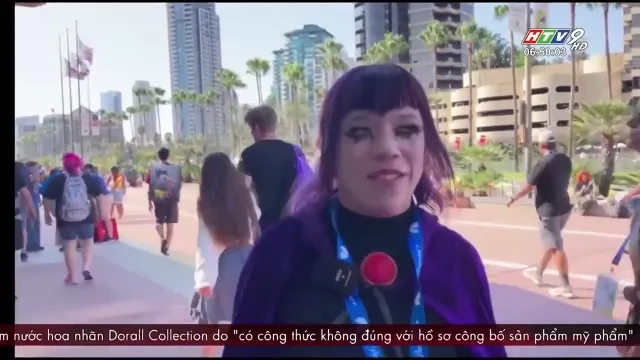 HTV9
HD
06:50:03
m nước hoa nhãn Dorall Collection do "có công thức không đúng với hồ sơ công bố sản phẩm mỹ phẩm"